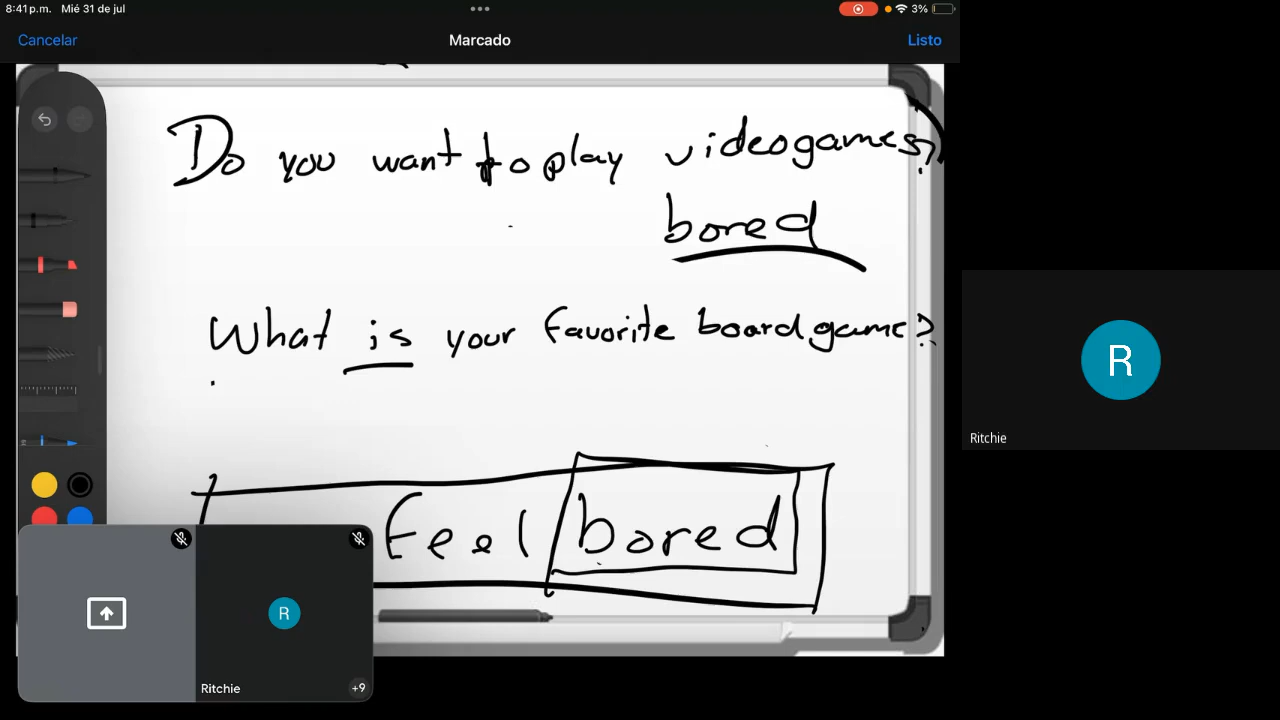 8:41 p.m. Mié 31 de jul
3%
Cancelar
Marcado
Listo
Do you want to play videogames?
bored
What is your favorite boardgame?
feel bored
R
Ritchie
R
Ritchie
+9